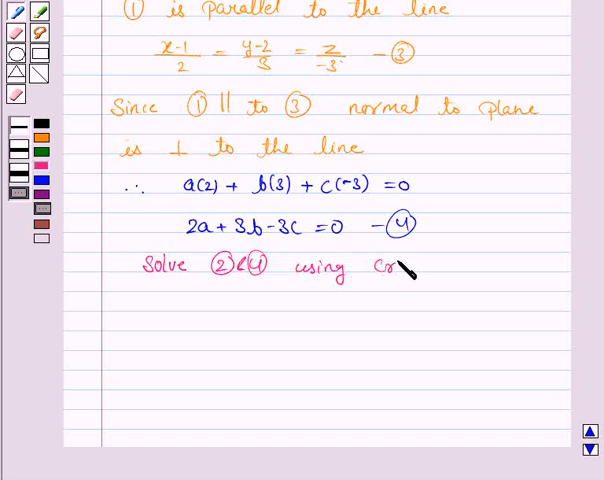 ① is parallel to the line
x-1/2 = y-2/3 = z/-3 - ③
Since ① || to ③ normal to plane
is ⊥ to the line
∴ a(2) + b(3) + c(-3) = 0
2a + 3b - 3c = 0 - ④
Solve ② & ④ using Cr